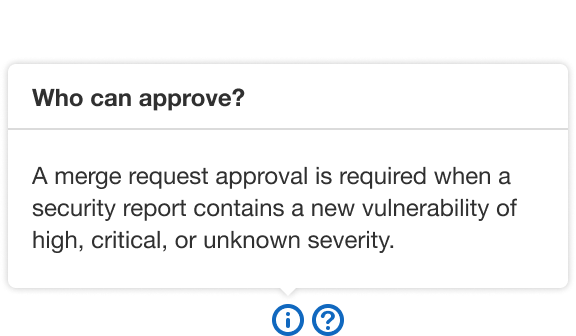 Who can approve?
A merge request approval is required when a
security report contains a new vulnerability of
high, critical, or unknown severity.